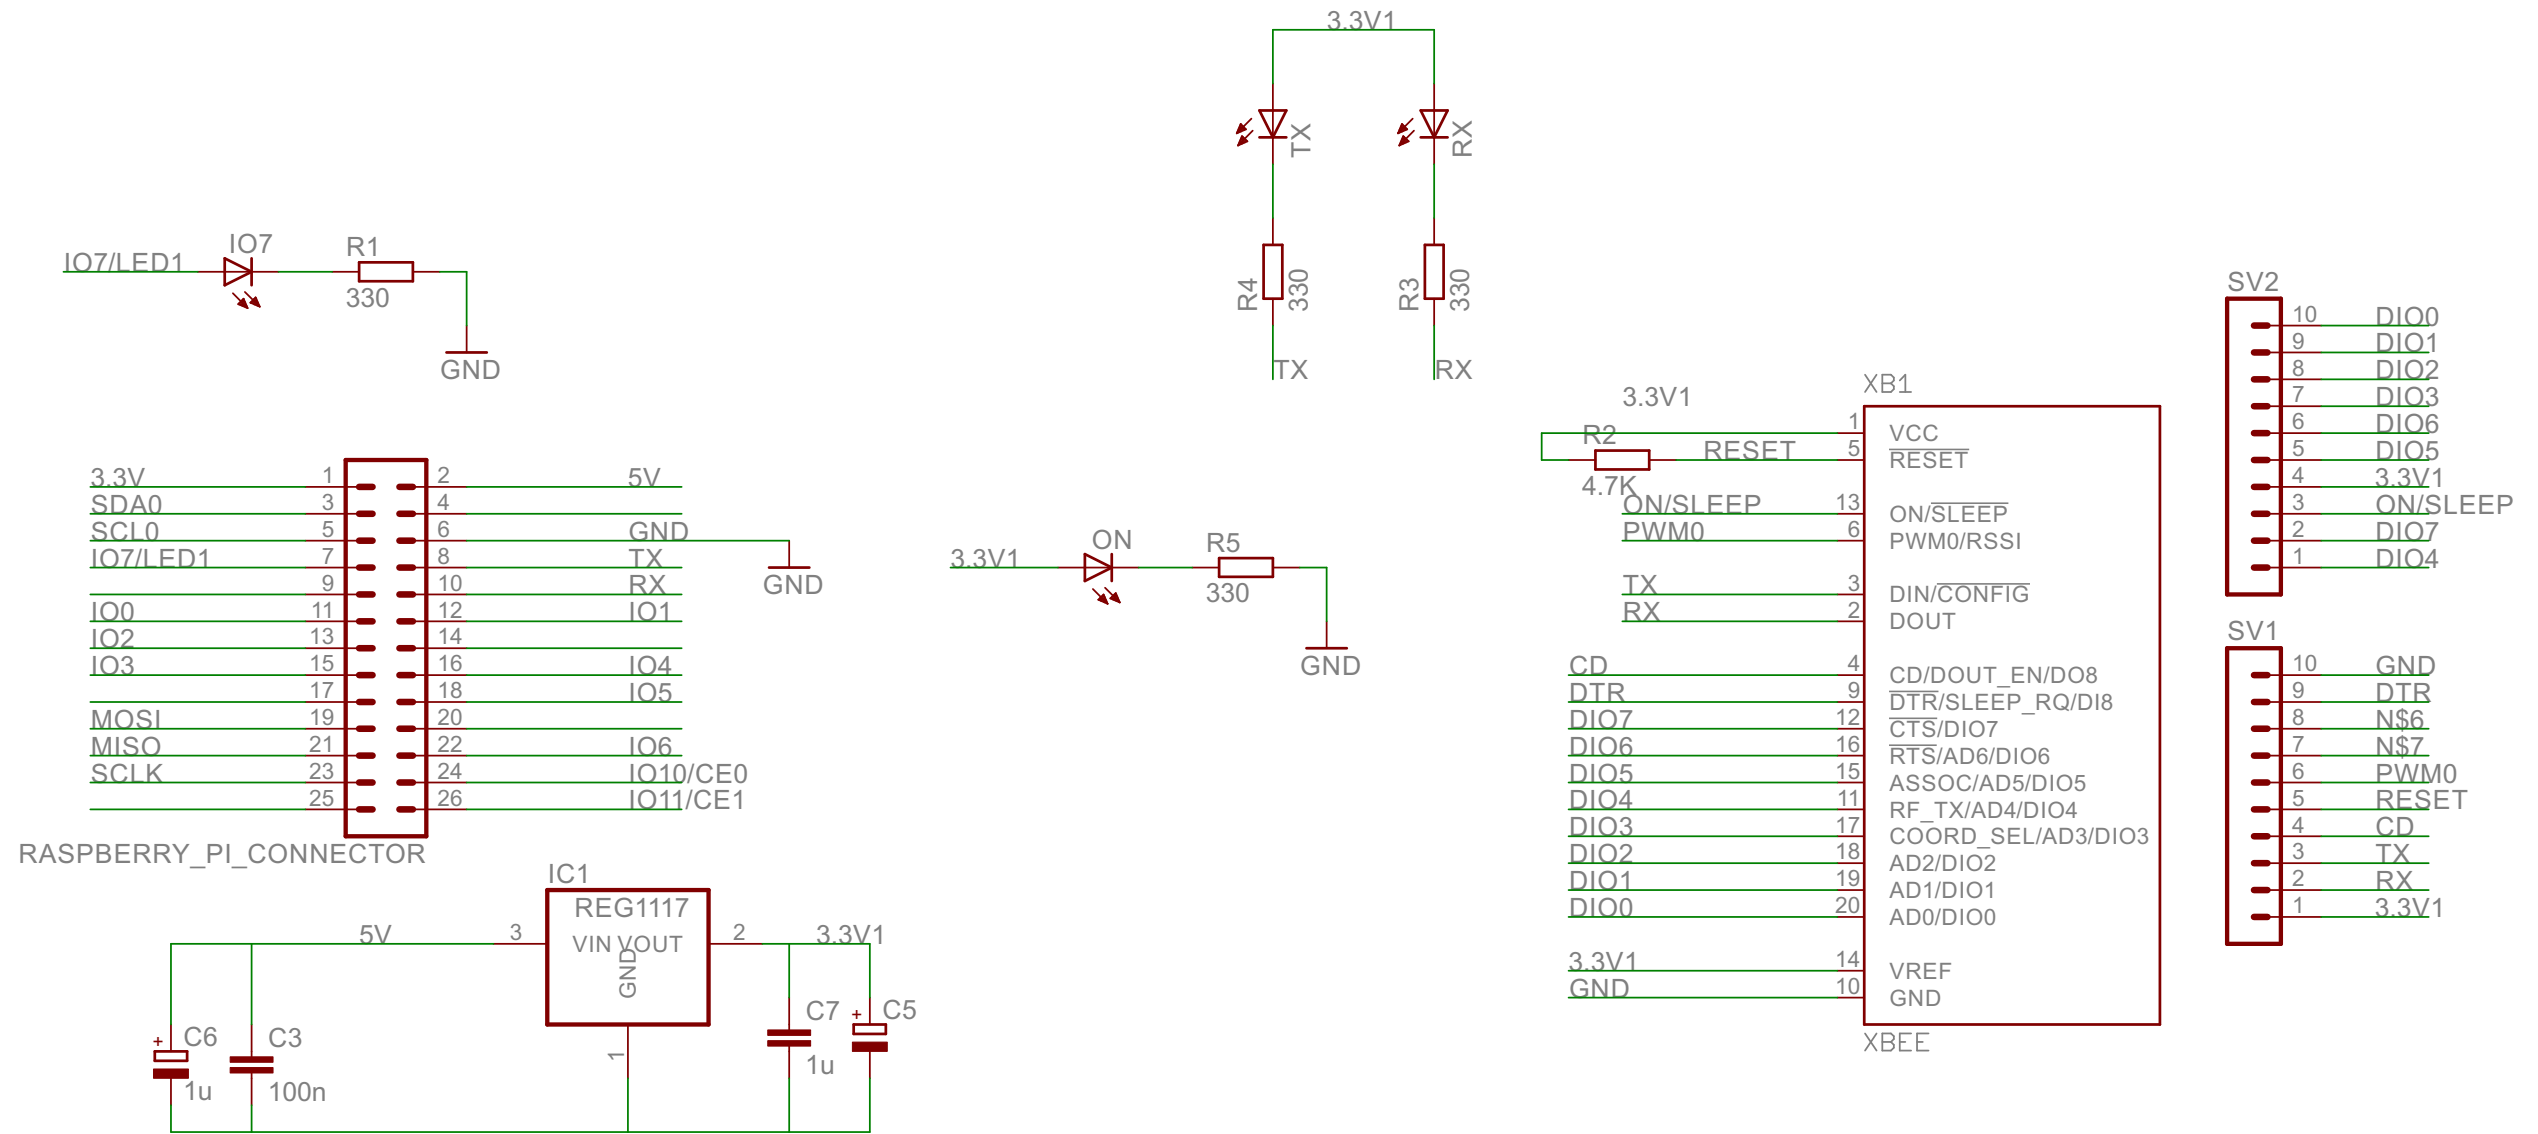 3.3V1
TX
RX
R4
330
R3
330
TX
RX
IO7/LED1
IO7
R1
330
GND
RASPBERRY_PI_CONNECTOR
3.3V 1 2 5V
SDA0 3 4
SCL0 5 6 GND
IO7/LED1 7 8 TX
9 10 RX
IO0 11 12 IO1
IO2 13 14
IO3 15 16 IO4
17 18 IO5
MOSI 19 20
MISO 21 22 IO6
SCLK 23 24 IO10/CE0
25 26 IO11/CE1
GND
3.3V1
ON
R5
330
GND
IC1
REG1117
5V 3 VIN VOUT 2 3.3V1
GND
1
+ C6
1u
C3
100n
C7
1u
+ C5
XB1
3.3V1
1 VCC
R2
4.7K
RESET 5 RESET
ON/SLEEP 13 ON/SLEEP
PWM0 6 PWM0/RSSI
TX 3 DIN/CONFIG
RX 2 DOUT
CD 4 CD/DOUT_EN/DO8
DTR 9 DTR/SLEEP_RQ/DI8
DIO7 12 CTS/DIO7
DIO6 16 RTS/AD6/DIO6
DIO5 15 ASSOC/AD5/DIO5
DIO4 11 RF_TX/AD4/DIO4
DIO3 17 COORD_SEL/AD3/DIO3
DIO2 18 AD2/DIO2
DIO1 19 AD1/DIO1
DIO0 20 AD0/DIO0
3.3V1 14 VREF
GND 10 GND
XBEE
SV2
10 DIO0
9 DIO1
8 DIO2
7 DIO3
6 DIO6
5 DIO5
4 3.3V1
3 ON/SLEEP
2 DIO7
1 DIO4
SV1
10 GND
9 DTR
8 N$6
7 N$7
6 PWM0
5 RESET
4 CD
3 TX
2 RX
1 3.3V1